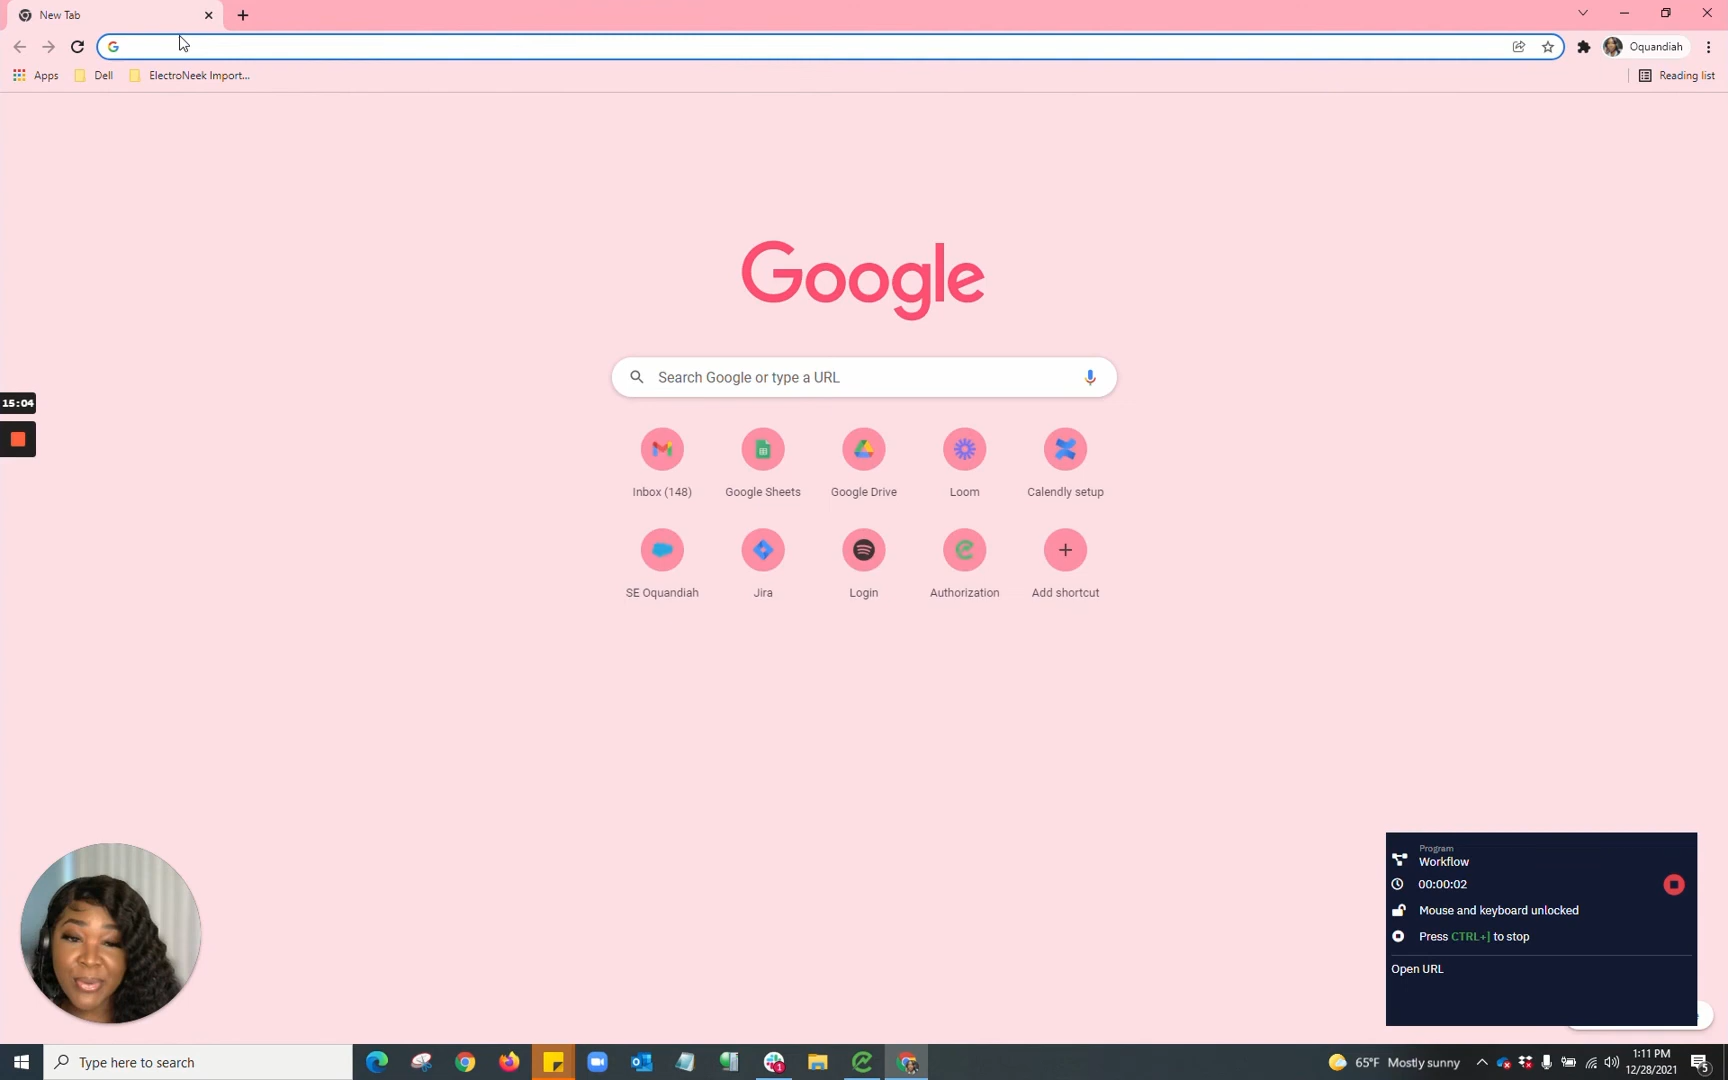 New Tab
Oquandiah
Apps
Dell
ElectroNeek Import...
Reading list
Google
Search Google or type a URL
15:04
Inbox (148)
Google Sheets
Google Drive
Loom
Calendly setup
SE Oquandiah
Jira
Login
Authorization
Add shortcut
Program
Workflow
00:00:02
Mouse and keyboard unlocked
Press CTRL+] to stop
Open URL
Type here to search
1
65°F Mostly sunny
1:11 PM
12/28/2021
5